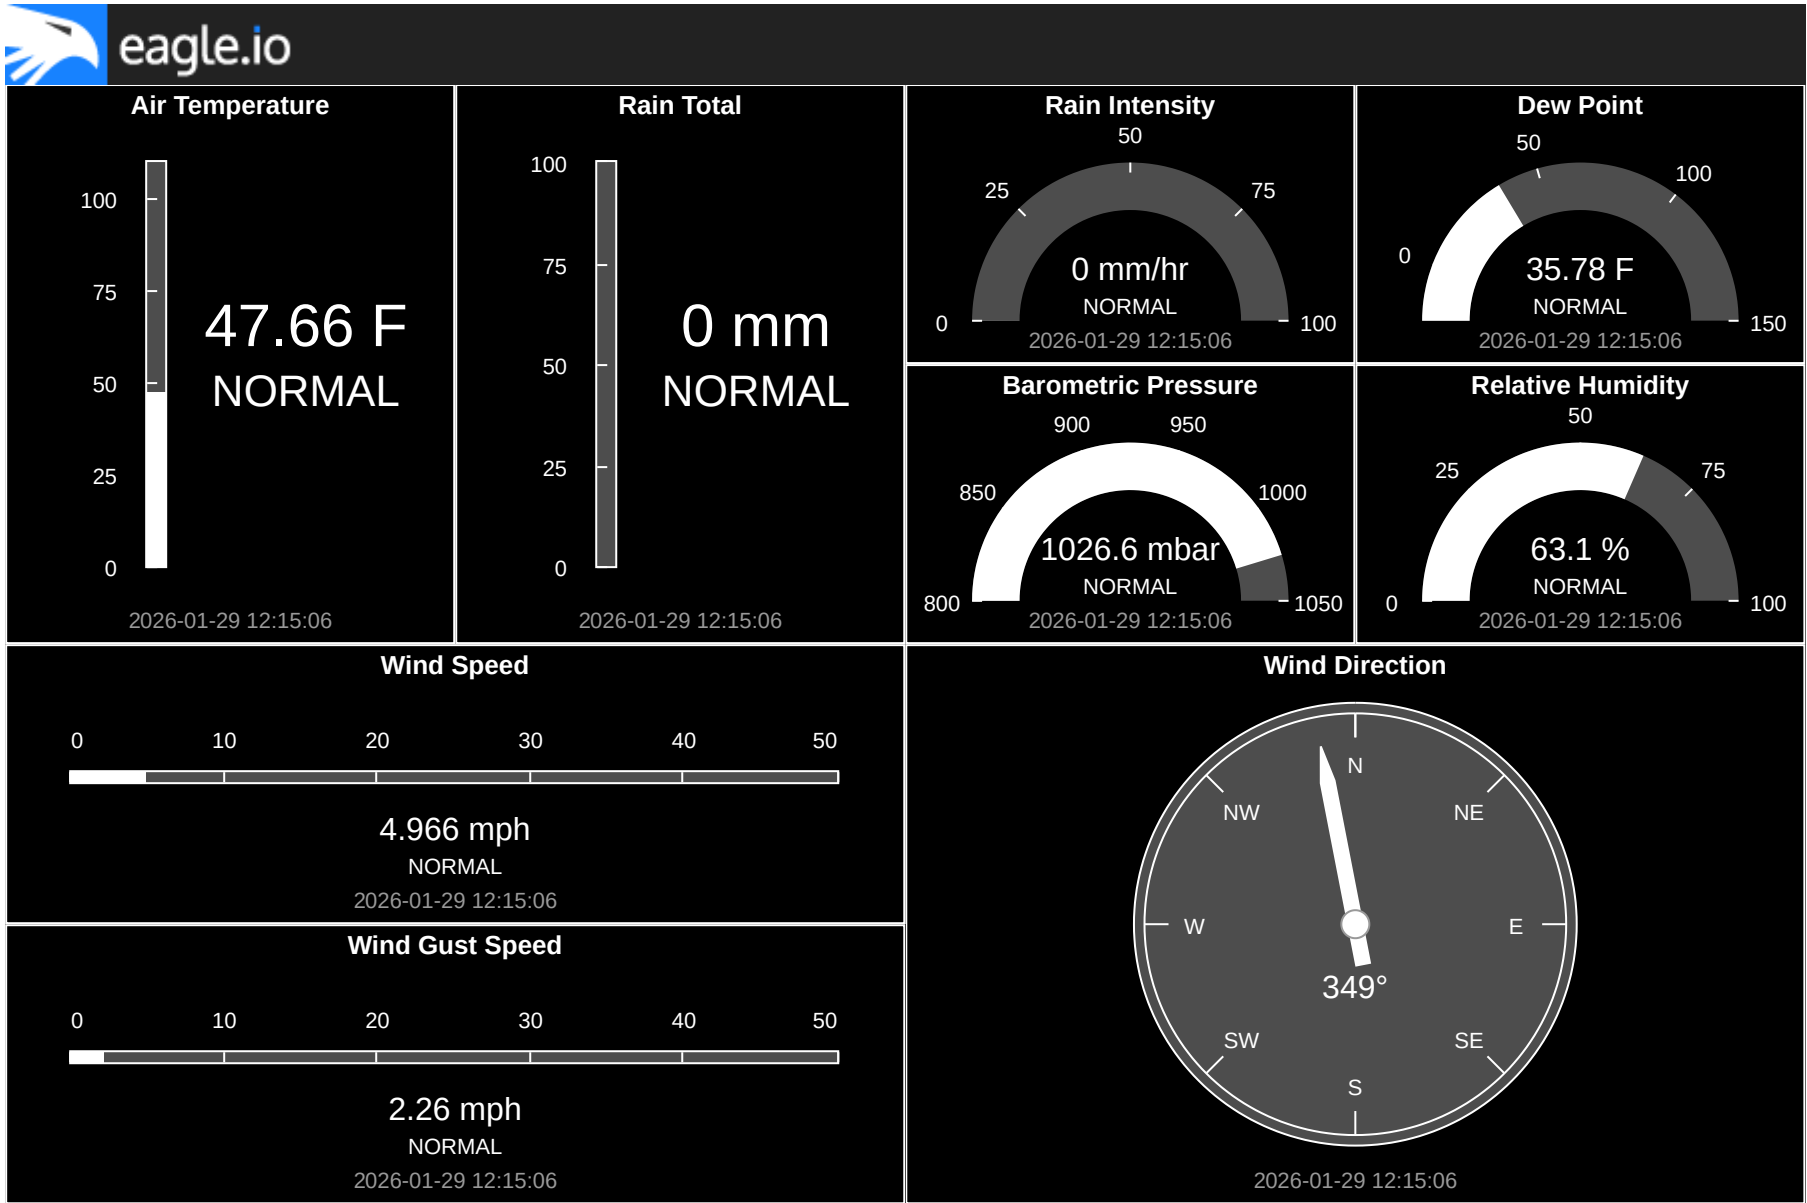 eagle.io
Air Temperature
100
75
50
25
0
47.66 F
NORMAL
2026-01-29 12:15:06
Rain Total
100
75
50
25
0
0 mm
NORMAL
2026-01-29 12:15:06
Rain Intensity
0
25
50
75
100
0 mm/hr
NORMAL
2026-01-29 12:15:06
Dew Point
0
50
100
150
35.78 F
NORMAL
2026-01-29 12:15:06
Barometric Pressure
800
850
900
950
1000
1050
1026.6 mbar
NORMAL
2026-01-29 12:15:06
Relative Humidity
0
25
50
75
100
63.1 %
NORMAL
2026-01-29 12:15:06
Wind Speed
0 10 20 30 40 50
4.966 mph
NORMAL
2026-01-29 12:15:06
Wind Gust Speed
0 10 20 30 40 50
2.26 mph
NORMAL
2026-01-29 12:15:06
Wind Direction
N
NW NE
W E
349°
SW SE
S
2026-01-29 12:15:06